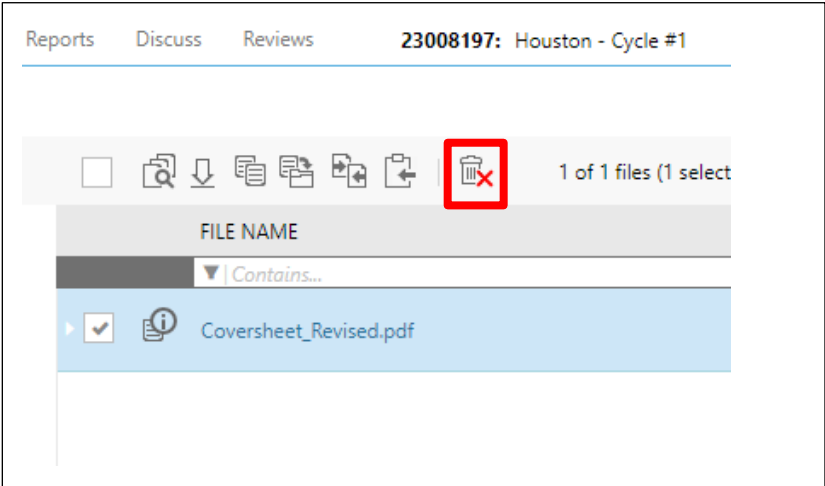 Reports Discuss Reviews 23008197: Houston - Cycle #1
1 of 1 files (1 select
FILE NAME
Contains...
Coversheet_Revised.pdf